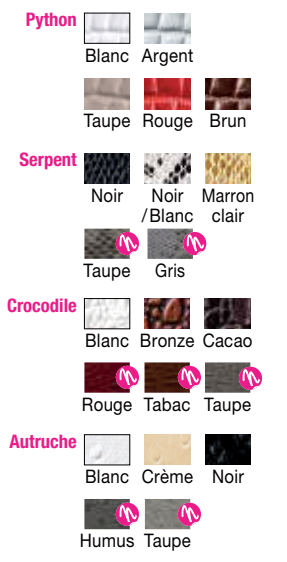 Python
Blanc Argent
Taupe Rouge Brun
Serpent
Noir Noir Marron
/Blanc clair
Taupe Gris
Crocodile
Blanc Bronze Cacao
Rouge Tabac Taupe
Autruche
Blanc Crème Noir
Humus Taupe